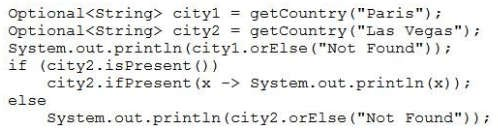 Optional<String> city1 = getCountry("Paris");
Optional<String> city2 = getCountry("Las Vegas");
System.out.println(city1.orElse("Not Found"));
if (city2.isPresent())
    city2.ifPresent(x -> System.out.println(x));
else
    System.out.println(city2.orElse("Not Found"));